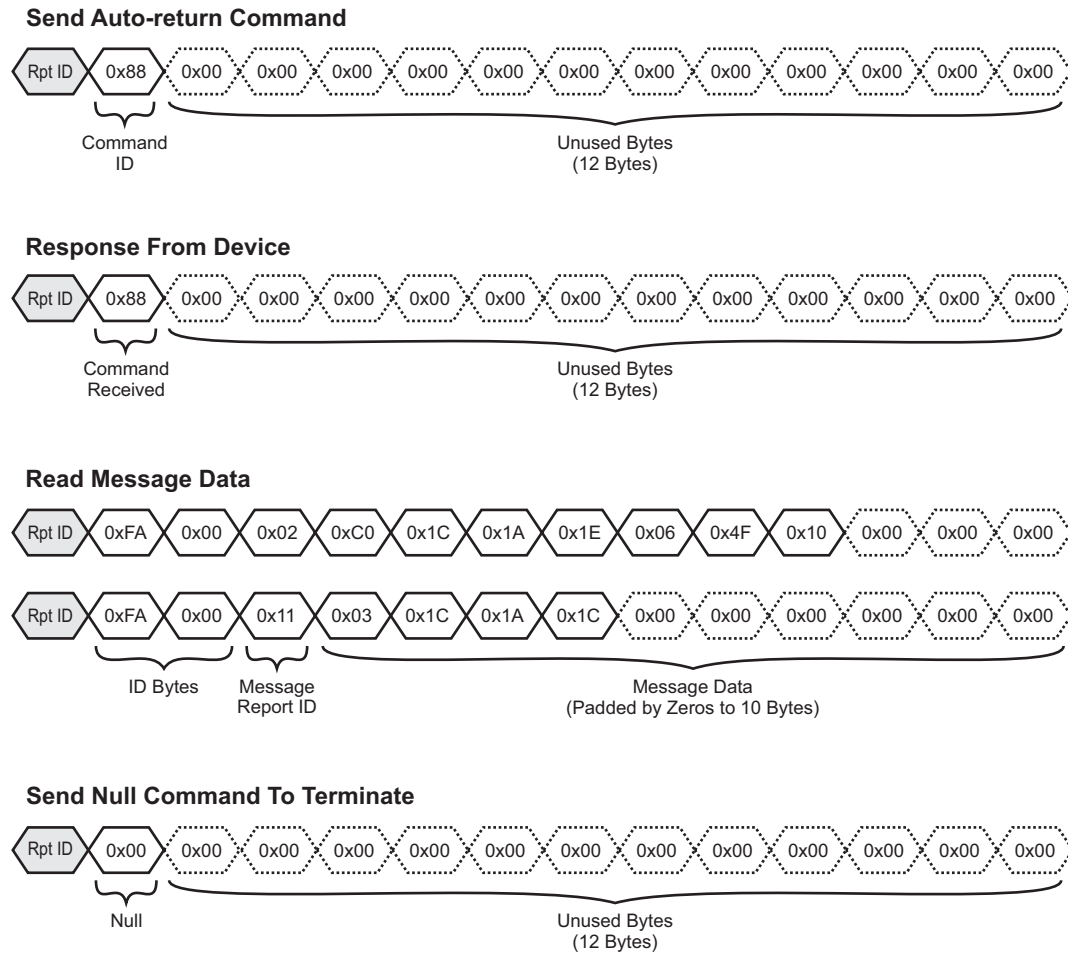 Send Auto-return Command
Rpt ID 0x88 0x00 0x00 0x00 0x00 0x00 0x00 0x00 0x00 0x00 0x00 0x00 0x00
Command
ID
Unused Bytes
(12 Bytes)
Response From Device
Rpt ID 0x88 0x00 0x00 0x00 0x00 0x00 0x00 0x00 0x00 0x00 0x00 0x00 0x00
Command
Received
Unused Bytes
(12 Bytes)
Read Message Data
Rpt ID 0xFA 0x00 0x02 0xC0 0x1C 0x1A 0x1E 0x06 0x4F 0x10 0x00 0x00 0x00
Rpt ID 0xFA 0x00 0x11 0x03 0x1C 0x1A 0x1C 0x00 0x00 0x00 0x00 0x00 0x00
ID Bytes
Message
Report ID
Message Data
(Padded by Zeros to 10 Bytes)
Send Null Command To Terminate
Rpt ID 0x00 0x00 0x00 0x00 0x00 0x00 0x00 0x00 0x00 0x00 0x00 0x00 0x00
Null
Unused Bytes
(12 Bytes)